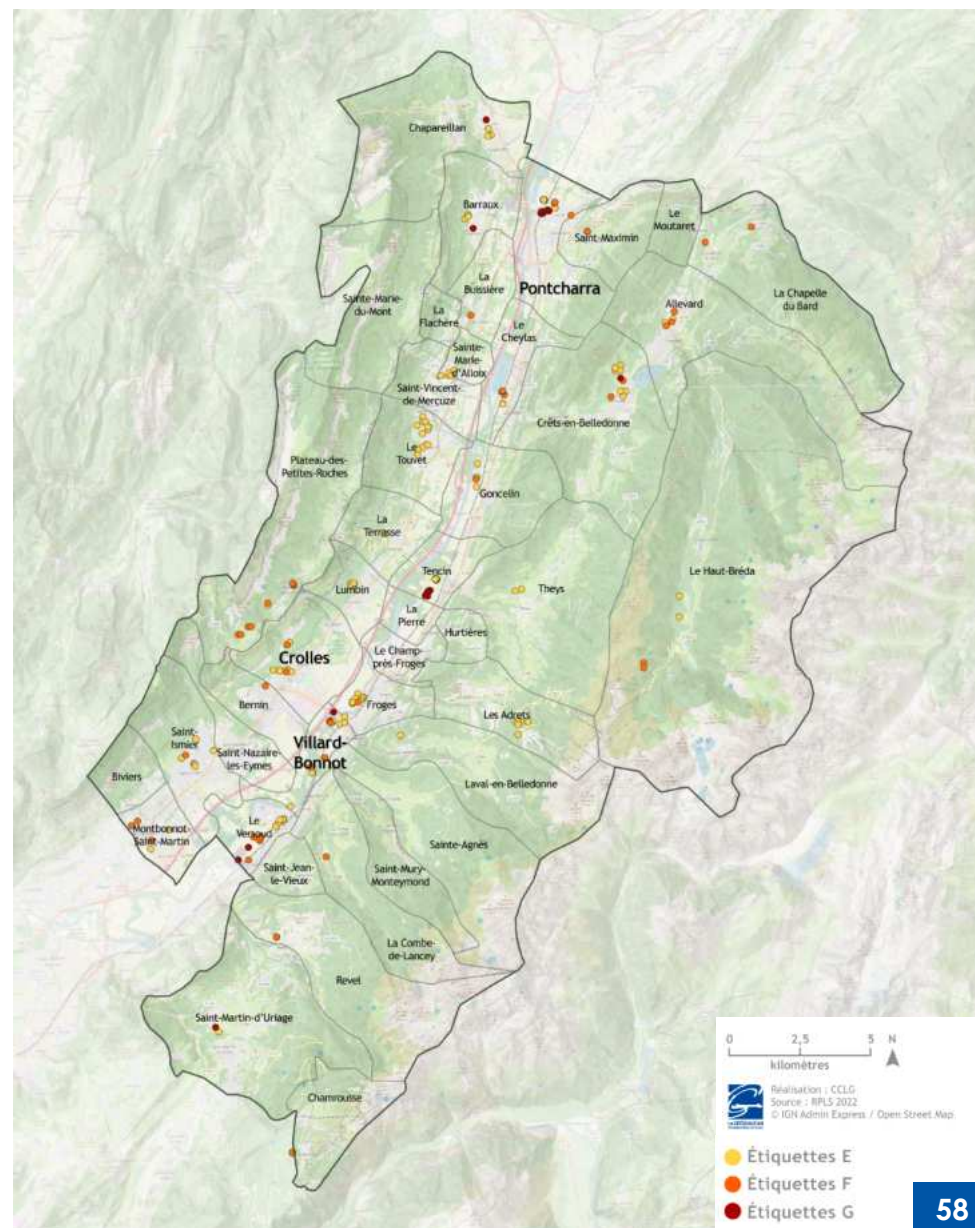 Chapareillan
Barraux
Le
Moutaret
Saint-Maximin
La
Buissière
Pontcharra
La Chapelle
du Bard
Sainte-Marie-
du-Mont
La
Flachère
Allevard
Le
Cheylas
Sainte-
Marie-
d'Alloix
Saint-Vincent-
de-Mercuze
Crêts-en-Belledonne
Le
Touvet
Plateau-des-
Petites-Roches
Goncelin
La
Terrasse
Le Haut-Bréda
Tencin
Lumbin
Theys
La
Pierre
Hurtières
Le Champ-
près-Froges
Crolles
Bernin
Froges
Les Adrets
Saint-
Ismier
Saint-Nazaire-
les-Eymes
Villard-
Bonnot
Biviers
Laval-en-Belledonne
Le
Versoud
Montbonnot-
Saint-Martin
Sainte-Agnès
Saint-Jean-
le-Vieux
Saint-Mury-
Monteymond
La Combe-
de-Lancey
Revel
Saint-Martin-d'Uriage
Chamrousse
0 2,5 5 N
kilomètres
Réalisation : CCLG
Source : RPLS 2022
© IGN Admin Express / Open Street Map
Étiquettes E
Étiquettes F
Étiquettes G
58